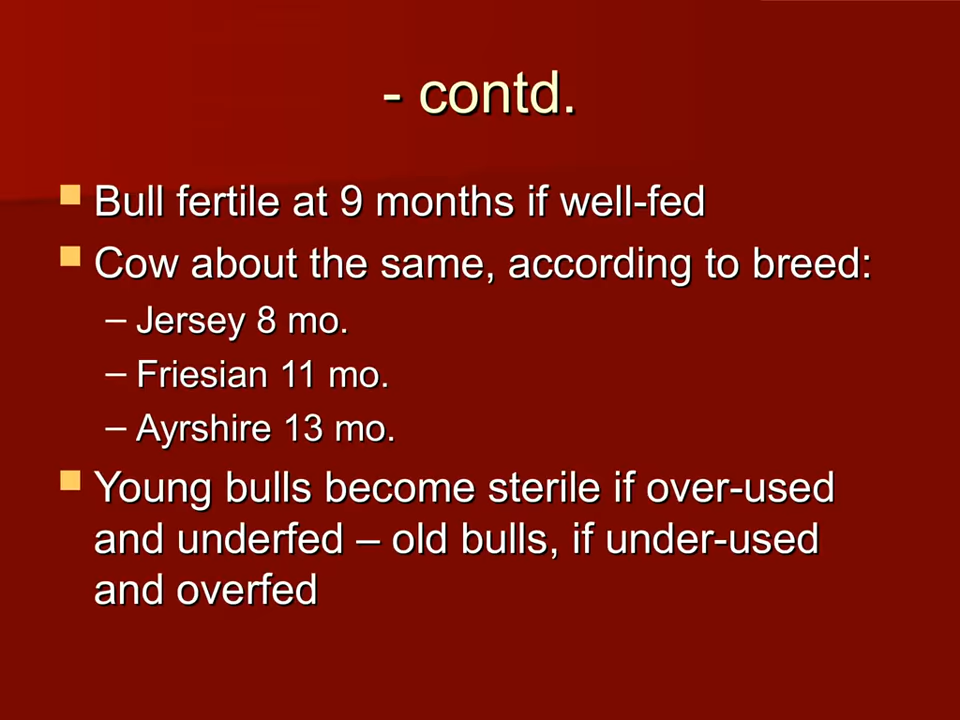 - contd.
Bull fertile at 9 months if well-fed
Cow about the same, according to breed:
– Jersey 8 mo.
– Friesian 11 mo.
– Ayrshire 13 mo.
Young bulls become sterile if over-used
and underfed – old bulls, if under-used
and overfed